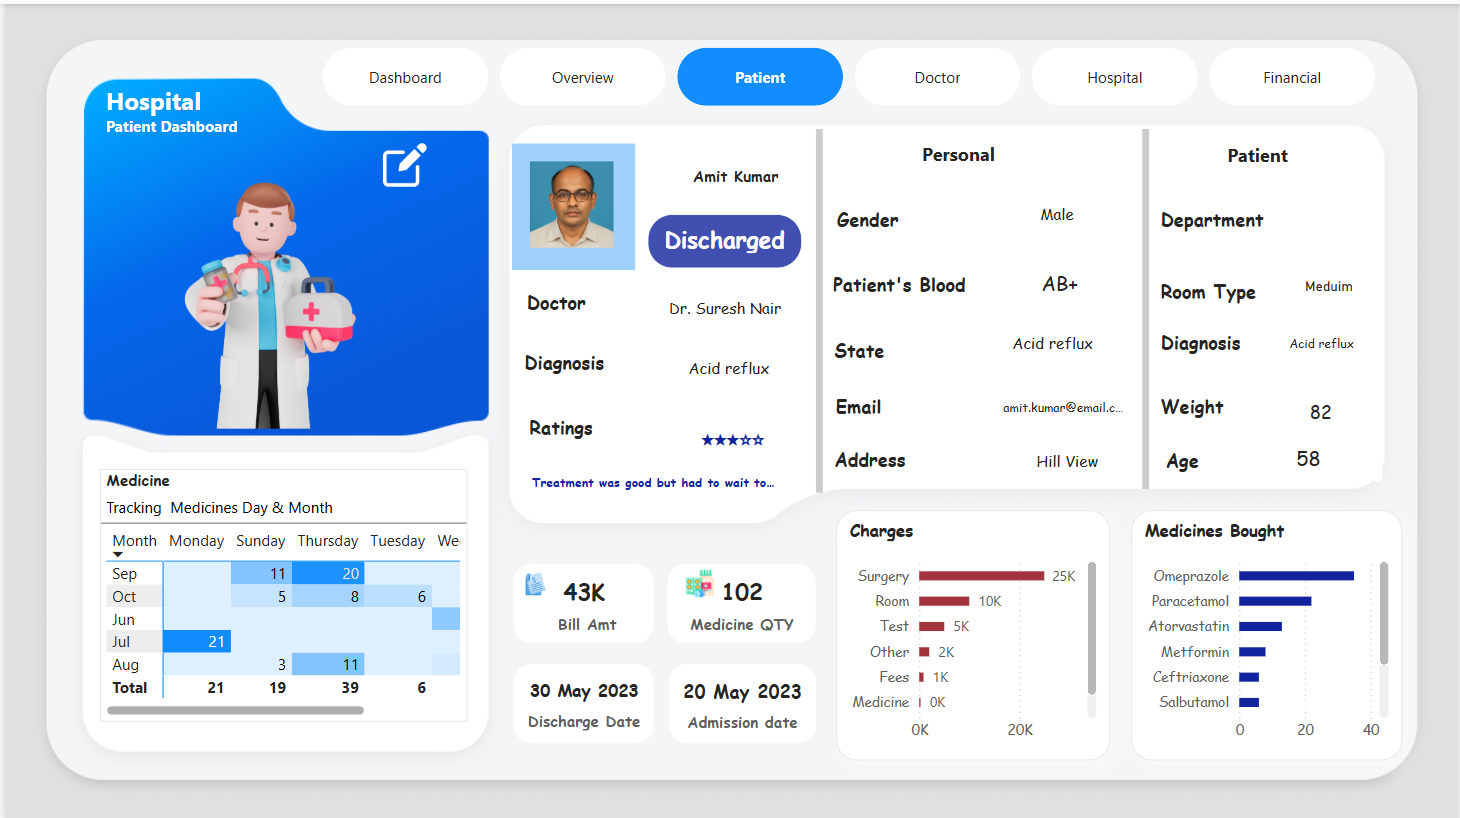 Dashboard
Overview
Patient
Doctor
Hospital
Financial
Hospital
Patient Dashboard
Amit Kumar
Discharged
Doctor
Dr. Suresh Nair
Diagnosis
Acid reflux
Ratings
★★★☆☆
Treatment was good but had to wait to...
Personal
Gender
Male
Patient's Blood
AB+
State
Acid reflux
Email
amit.kumar@email.c...
Address
Hill View
Patient
Department
Room Type
Meduim
Diagnosis
Acid reflux
Weight
82
Age
58
Medicine
Tracking Medicines Day & Month
Month Monday Sunday Thursday Tuesday We
Sep 11 20
Oct 5 8 6
Jun
Jul 21
Aug 3 11
Total 21 19 39 6
43K
Bill Amt
102
Medicine QTY
30 May 2023
Discharge Date
20 May 2023
Admission date
Charges
Surgery 25K
Room 10K
Test 5K
Other 2K
Fees 1K
Medicine 0K
0K 20K
Medicines Bought
Omeprazole
Paracetamol
Atorvastatin
Metformin
Ceftriaxone
Salbutamol
0 20 40